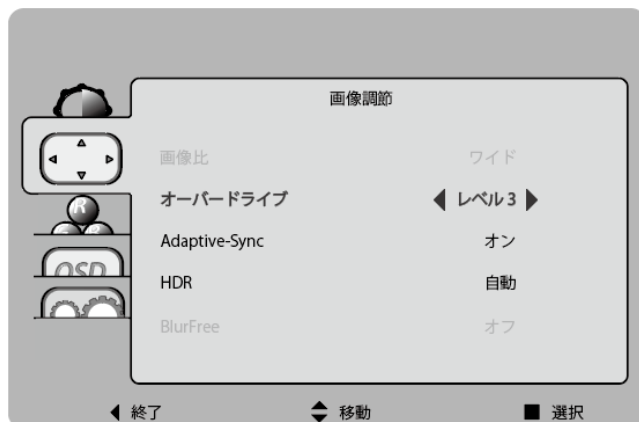 画像調節
画像比 ワイド
オーバードライブ レベル 3
Adaptive-Sync オン
HDR 自動
BlurFree オフ
R
OSD
終了 移動 選択